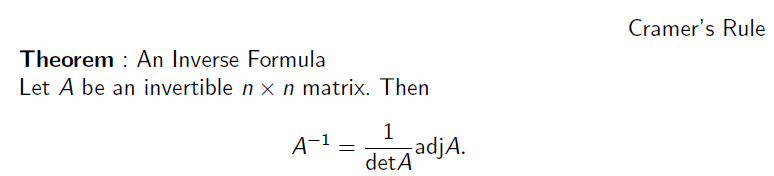 Cramer's Rule
Theorem : An Inverse Formula
Let A be an invertible n × n matrix. Then
A⁻¹ = 1/detA adjA.